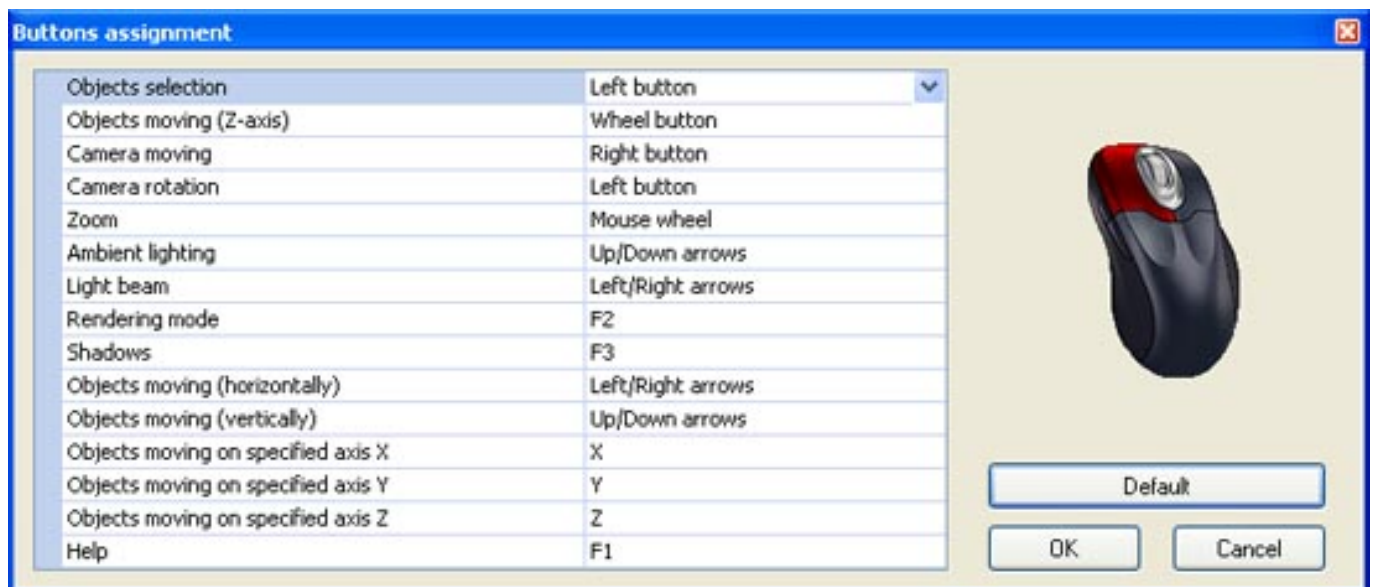 Buttons assignment
Objects selection Left button
Objects moving (Z-axis) Wheel button
Camera moving Right button
Camera rotation Left button
Zoom Mouse wheel
Ambient lighting Up/Down arrows
Light beam Left/Right arrows
Rendering mode F2
Shadows F3
Objects moving (horizontally) Left/Right arrows
Objects moving (vertically) Up/Down arrows
Objects moving on specified axis X X
Objects moving on specified axis Y Y
Objects moving on specified axis Z Z
Help F1
Default
OK Cancel